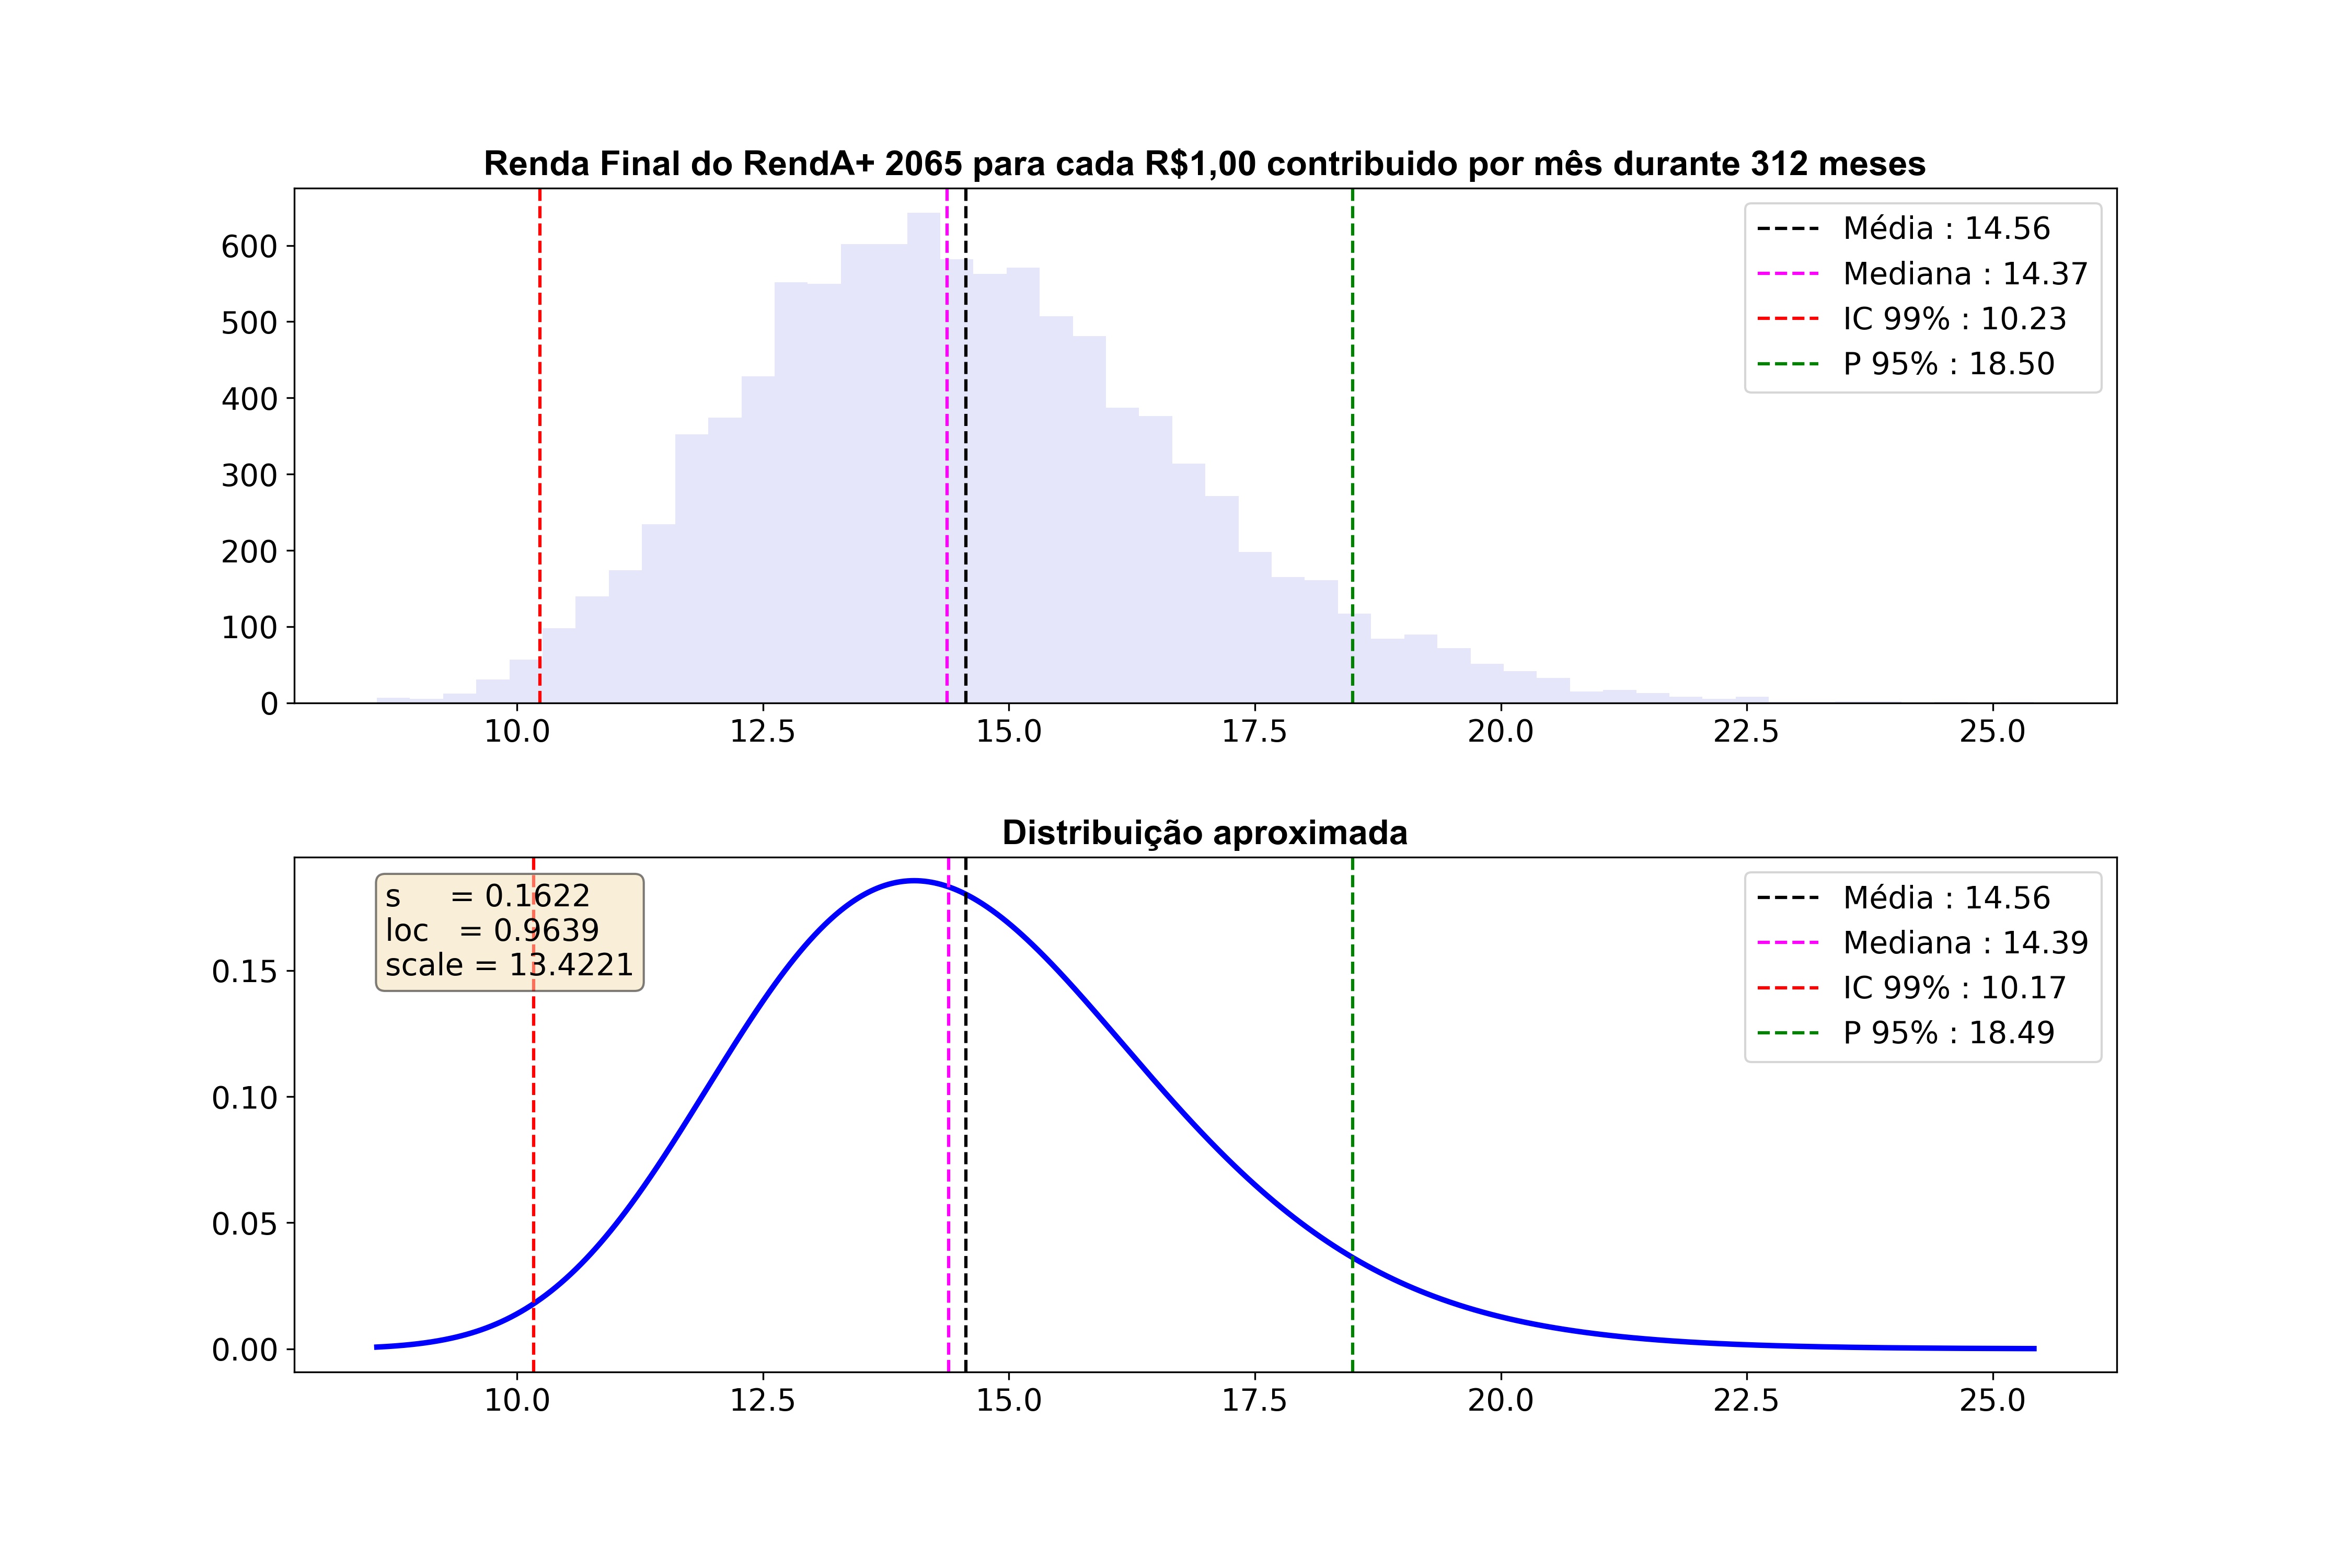 Renda Final do RendA+ 2065 para cada R$1,00 contribuido por mês durante 312 meses
Média : 14.56
Mediana : 14.37
IC 99% : 10.23
P 95% : 18.50
600
500
400
300
200
100
0
10.0 12.5 15.0 17.5 20.0 22.5 25.0
Distribuição aproximada
s = 0.1622
loc = 0.9639
scale = 13.4221
Média : 14.56
Mediana : 14.39
IC 99% : 10.17
P 95% : 18.49
0.15
0.10
0.05
0.00
10.0 12.5 15.0 17.5 20.0 22.5 25.0